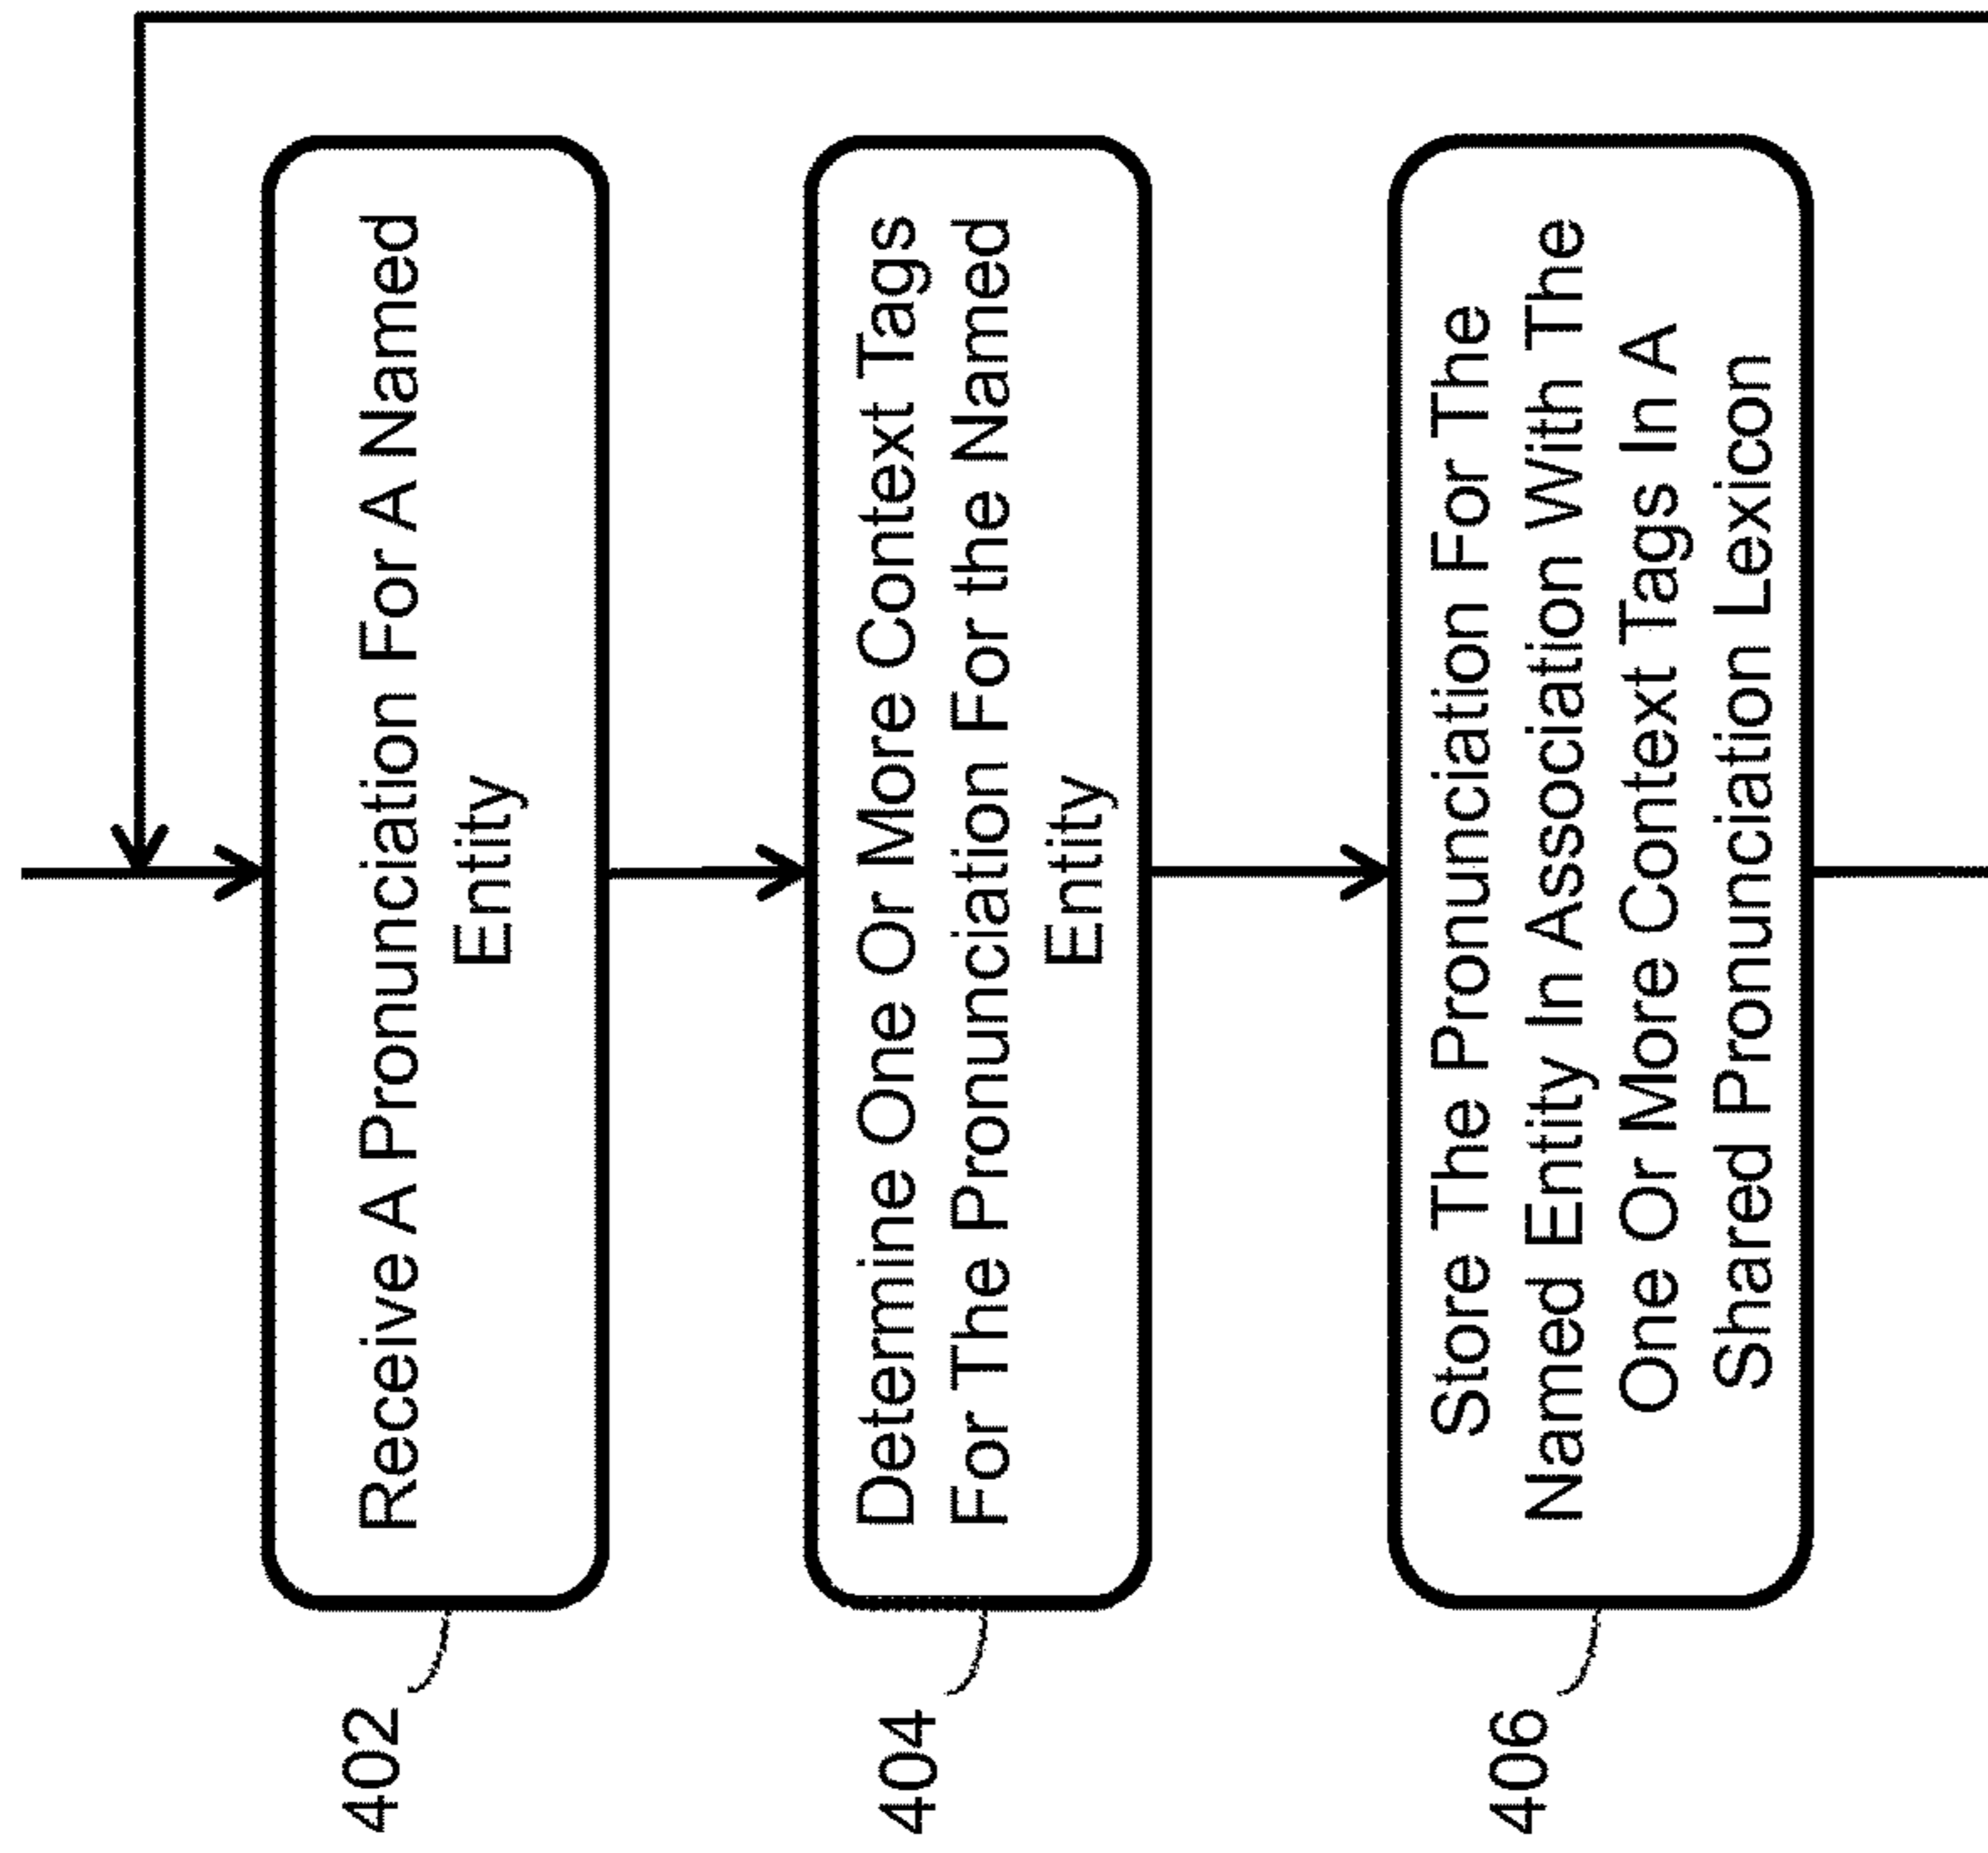 402
Receive A Pronunciation For A Named
Entity
404
Determine One Or More Context Tags
For The Pronunciation For the Named
Entity
406
Store The Pronunciation For The
Named Entity In Association With The
One Or More Context Tags In A
Shared Pronunciation Lexicon